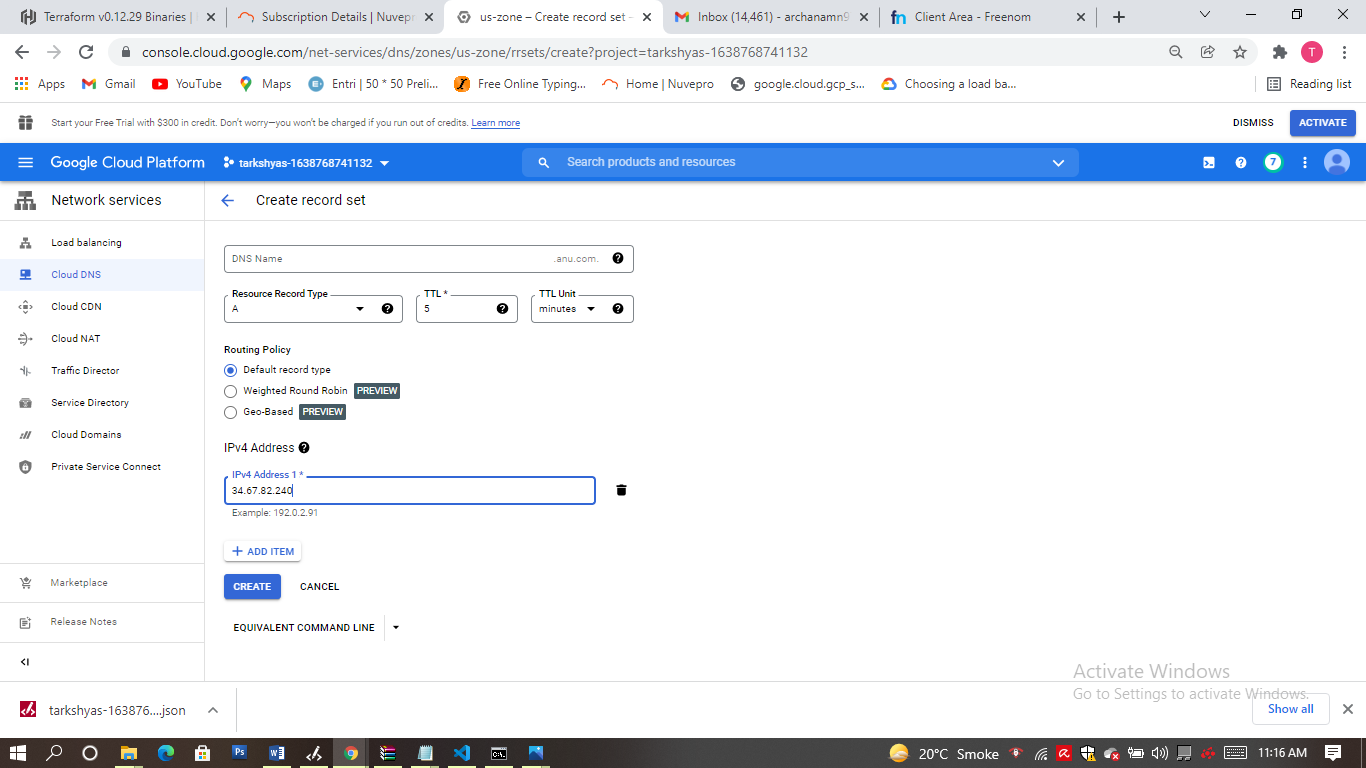 Terraform v0.12.29 Binaries |
Subscription Details | Nuvepr
us-zone – Create record set –
Inbox (14,461) - archanamn9
Client Area - Freenom
console.cloud.google.com/net-services/dns/zones/us-zone/rrsets/create?project=tarkshyas-1638768741132
T
Apps
Gmail
YouTube
Maps
Entri | 50 * 50 Preli...
Free Online Typing...
Home | Nuvepro
google.cloud.gcp_s...
Choosing a load ba...
Reading list
Start your Free Trial with $300 in credit. Don't worry—you won't be charged if you run out of credits. Learn more
DISMISS
ACTIVATE
Google Cloud Platform
tarkshyas-1638768741132
Search products and resources
7
Network services
Create record set
Load balancing
Cloud DNS
Cloud CDN
Cloud NAT
Traffic Director
Service Directory
Cloud Domains
Private Service Connect
Marketplace
Release Notes
DNS Name
.anu.com.
Resource Record Type
A
TTL *
5
TTL Unit
minutes
Routing Policy
Default record type
Weighted Round Robin PREVIEW
Geo-Based PREVIEW
IPv4 Address
IPv4 Address 1 *
34.67.82.240
Example: 192.0.2.91
+ ADD ITEM
CREATE
CANCEL
EQUIVALENT COMMAND LINE
Activate Windows
Go to Settings to activate Windows.
tarkshyas-163876....json
Show all
20°C Smoke
11:16 AM